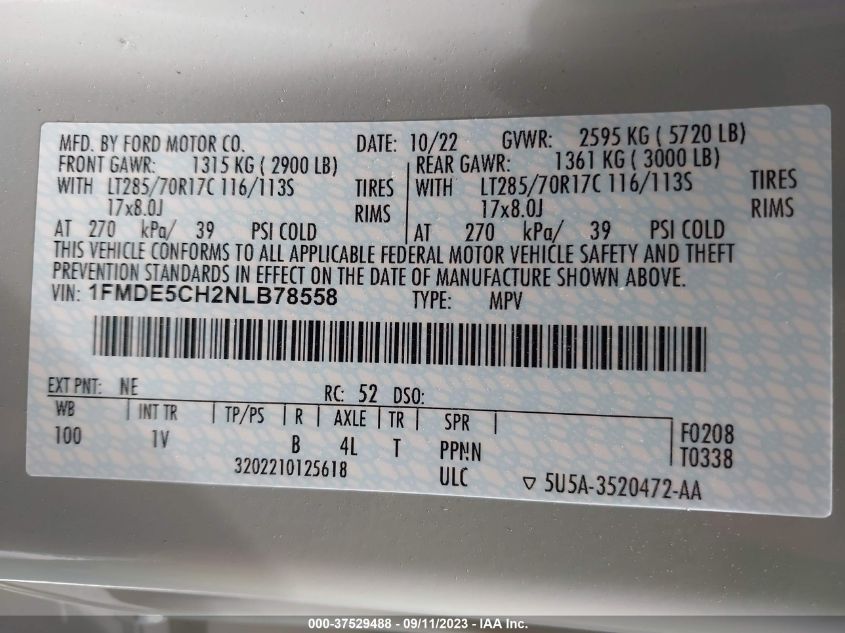 MFD. BY FORD MOTOR CO. DATE: 10/22 GVWR: 2595 KG ( 5720 LB)
FRONT GAWR: 1315 KG ( 2900 LB) REAR GAWR: 1361 KG ( 3000 LB)
WITH LT285/70R17C 116/113S TIRES WITH LT285/70R17C 116/113S TIRES
17x8.0J RIMS 17x8.0J RIMS
AT 270 kPa/ 39 PSI COLD AT 270 kPa/ 39 PSI COLD
THIS VEHICLE CONFORMS TO ALL APPLICABLE FEDERAL MOTOR VEHICLE SAFETY AND THEFT
PREVENTION STANDARDS IN EFFECT ON THE DATE OF MANUFACTURE SHOWN ABOVE.
VIN: 1FMDE5CH2NLB78558 TYPE: MPV
EXT PNT: NE RC: 52 DSO:
WB INT TR TP/PS R AXLE TR SPR
100 1V B 4L T PPNN F0208
3202210125618 ULC T0338
▽ 5U5A-3520472-AA
000-37529488 - 09/11/2023 - IAA Inc.